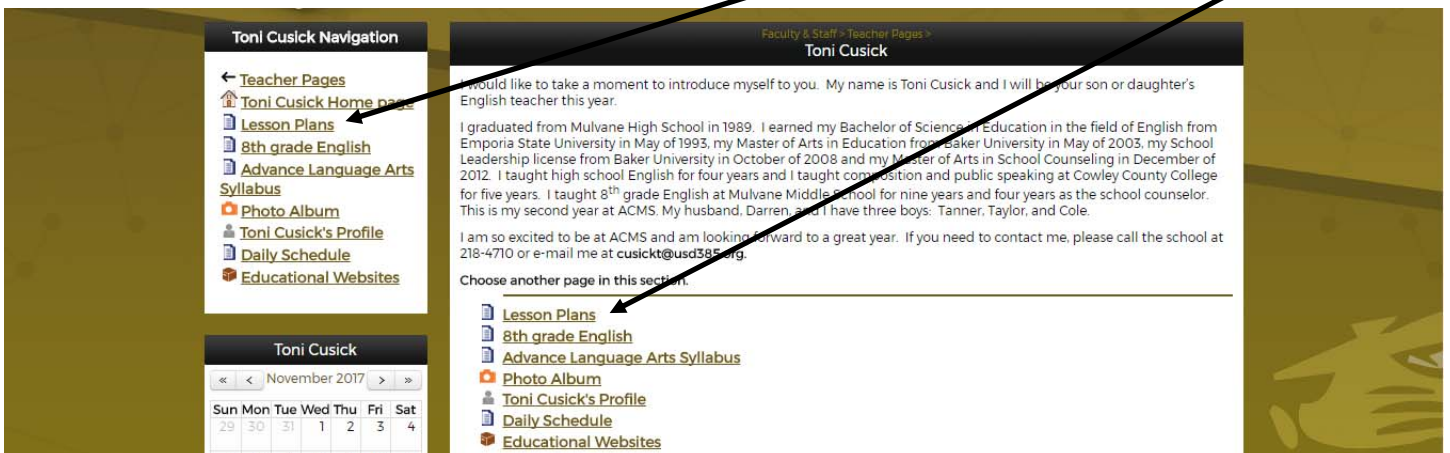 Toni Cusick Navigation
Teacher Pages
Toni Cusick Home page
Lesson Plans
8th grade English
Advance Language Arts
Syllabus
Photo Album
Toni Cusick's Profile
Daily Schedule
Educational Websites
Toni Cusick
« < November 2017 > »
Sun Mon Tue Wed Thu Fri Sat
29 30 31 1 2 3 4
Faculty & Staff > Teacher Pages >
Toni Cusick
I would like to take a moment to introduce myself to you. My name is Toni Cusick and I will be your son or daughter's
English teacher this year.
I graduated from Mulvane High School in 1989. I earned my Bachelor of Science in Education in the field of English from
Emporia State University in May of 1993, my Master of Arts in Education from Baker University in May of 2003, my School
Leadership license from Baker University in October of 2008 and my Master of Arts in School Counseling in December of
2012. I taught high school English for four years and I taught composition and public speaking at Cowley County College
for five years. I taught 8th grade English at Mulvane Middle School for nine years and four years as the school counselor.
This is my second year at ACMS. My husband, Darren, and I have three boys: Tanner, Taylor, and Cole.
I am so excited to be at ACMS and am looking forward to a great year. If you need to contact me, please call the school at
218-4710 or e-mail me at cusickt@usd385.org.
Choose another page in this section.
Lesson Plans
8th grade English
Advance Language Arts Syllabus
Photo Album
Toni Cusick's Profile
Daily Schedule
Educational Websites